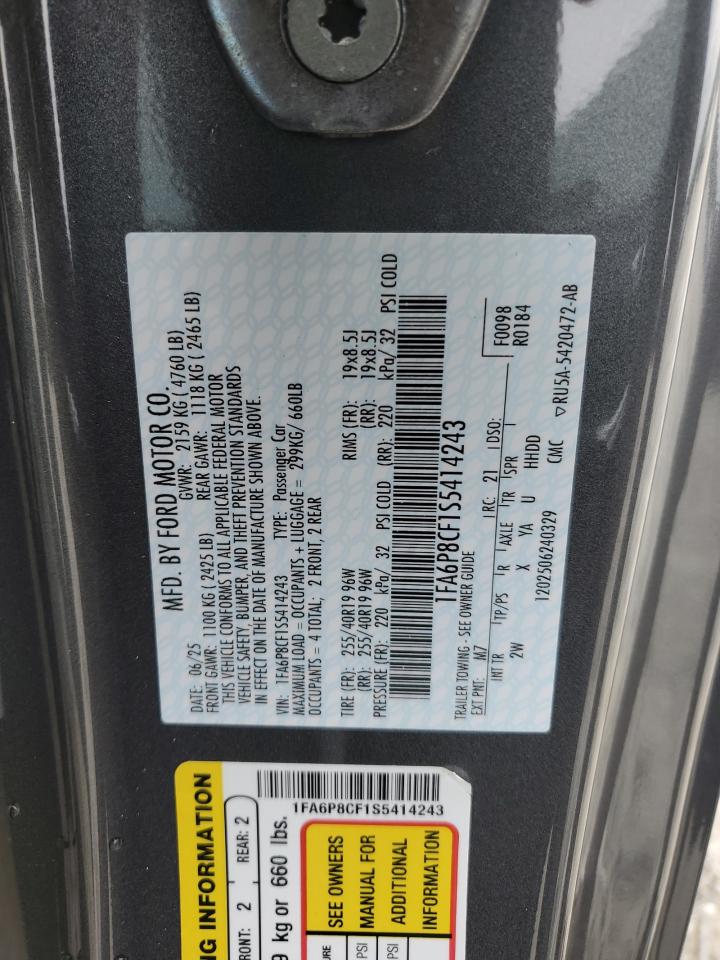 MFD. BY FORD MOTOR CO.
DATE: 06/25 GVWR: 2159 KG ( 4760 LB)
FRONT GAWR: 1100 KG ( 2425 LB) REAR GAWR: 1118 KG ( 2465 LB)
THIS VEHICLE CONFORMS TO ALL APPLICABLE FEDERAL MOTOR
VEHICLE SAFETY, BUMPER, AND THEFT PREVENTION STANDARDS
IN EFFECT ON THE DATE OF MANUFACTURE SHOWN ABOVE.
VIN: 1FA6P8CF1S5414243 TYPE: Passenger Car
MAXIMUM LOAD = OCCUPANTS + LUGGAGE = 299KG/ 660LB
OCCUPANTS = 4 TOTAL; 2 FRONT, 2 REAR
TIRE (FR): 255/40R19 96W RIMS (FR): 19x8.5J
(RR): 255/40R19 96W (RR): 19x8.5J
PRESSURE (FR): 220 kPa/ 32 PSI COLD (RR): 220 kPa/ 32 PSI COLD
1FA6P8CF1S5414243
TRAILER TOWING - SEE OWNER GUIDE
EXT PNT: M7 RC: 21 DSO: F0098
R0184
INT TR TP/PS R AXLE TR SPR
2W X YA U HHDD
1202506240329 CMC
▽RU5A-5420472-AB
1FA6P8CF1S5414243
NG INFORMATION
RONT: 2 REAR: 2
9 kg or 660 lbs.
SEE OWNERS
MANUAL FOR
ADDITIONAL
INFORMATION
URE
PSI
PSI